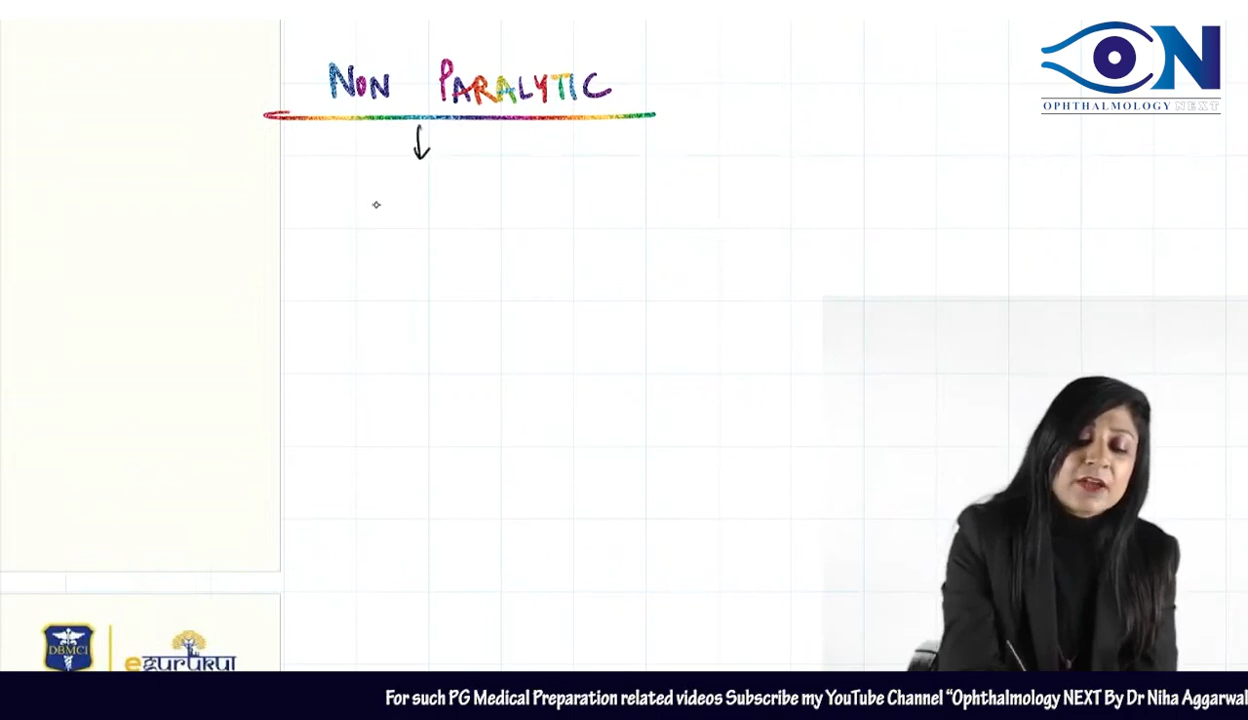 NON PARALYTIC
ON
OPHTHALMOLOGY NEXT
DBMCI
eGurukul
For such PG Medical Preparation related videos Subscribe my YouTube Channel “Ophthalmology NEXT By Dr Niha Aggarwal